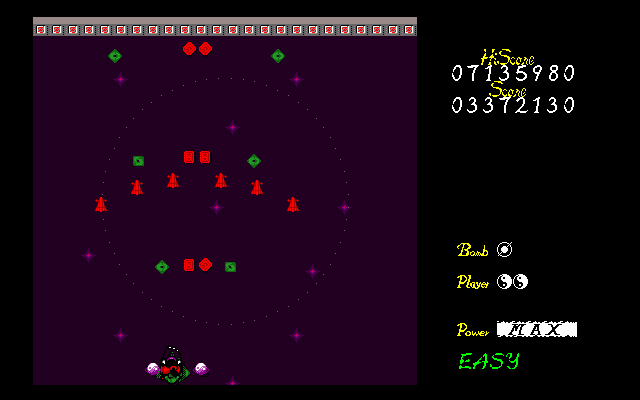 HiScore
07135980
Score
03372130
Bomb
Player
Power MAX
EASY